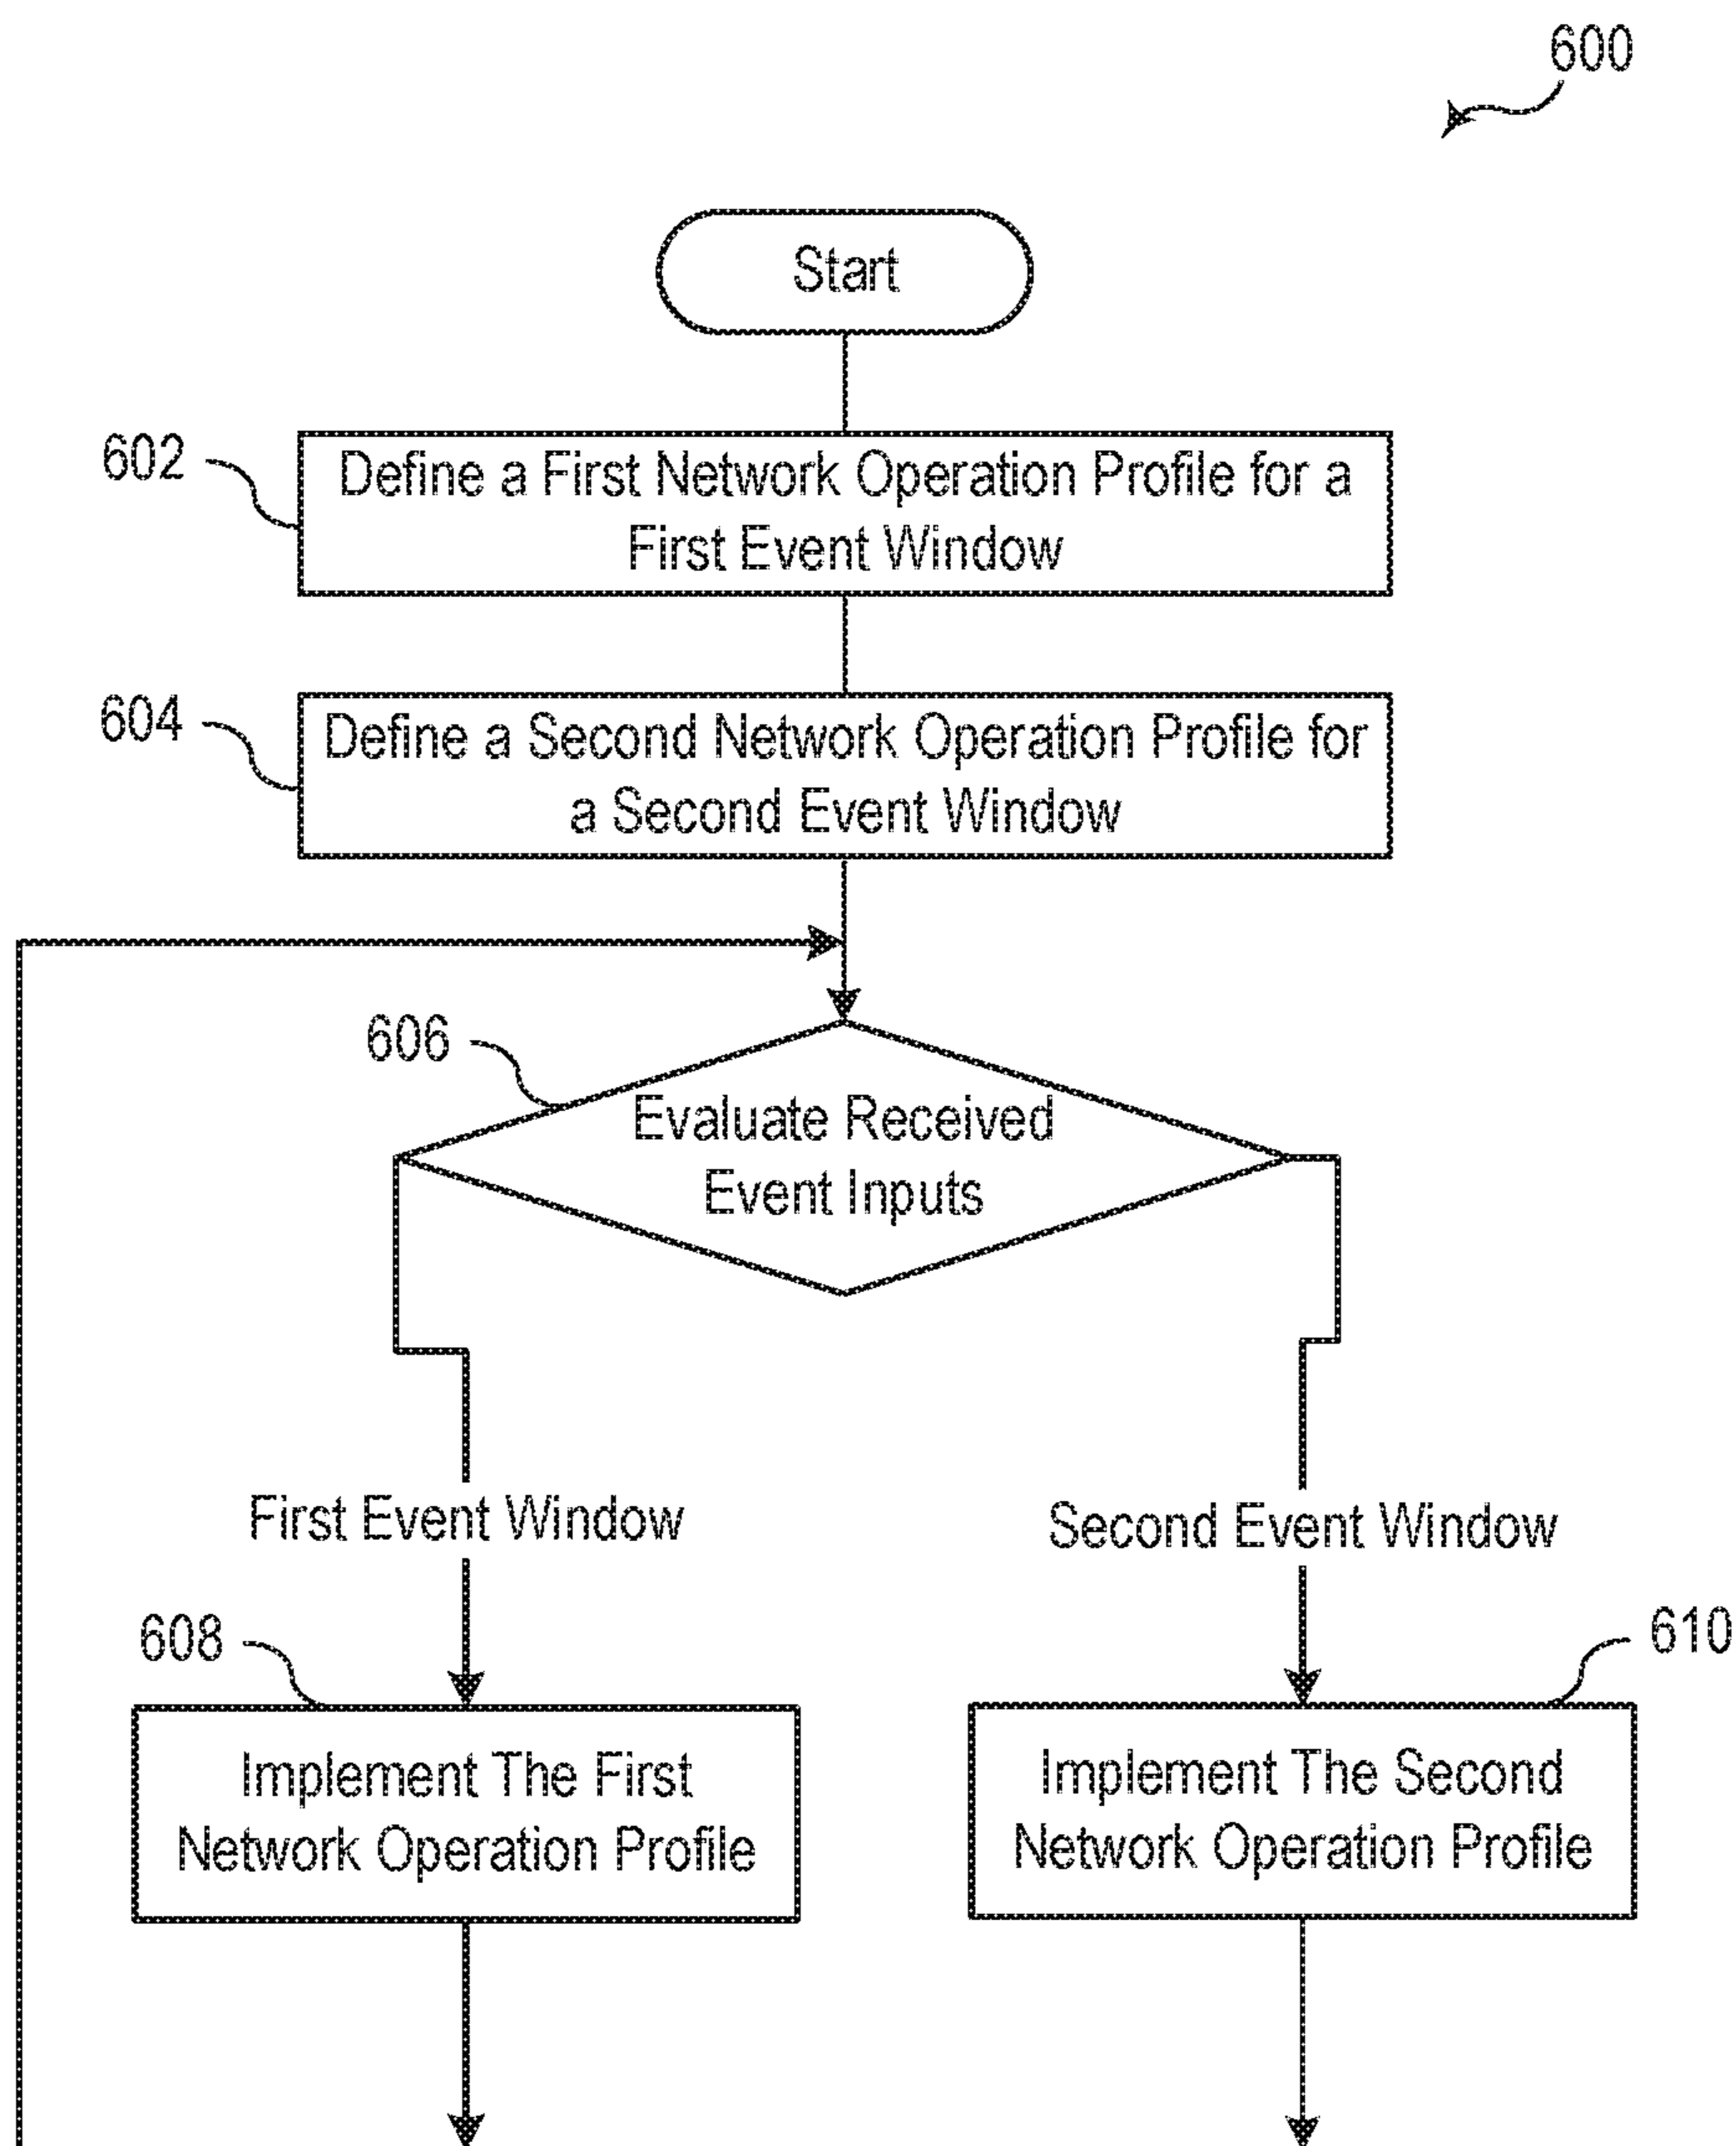 600
Start
602
Define a First Network Operation Profile for a
First Event Window
604
Define a Second Network Operation Profile for
a Second Event Window
606
Evaluate Received
Event Inputs
First Event Window
Second Event Window
608
610
Implement The First
Network Operation Profile
Implement The Second
Network Operation Profile